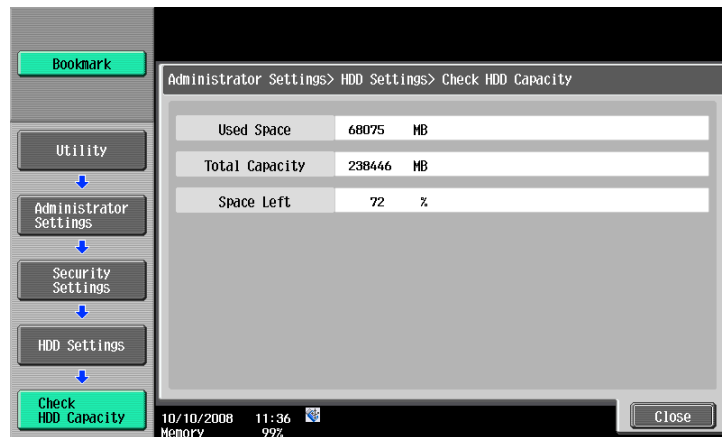 Bookmark
Administrator Settings> HDD Settings> Check HDD Capacity
Used Space 68075 MB
Utility
Total Capacity 238446 MB
Space Left 72 %
Administrator
Settings
Security
Settings
HDD Settings
Check
HDD Capacity
10/10/2008 11:36
Memory 99%
Close